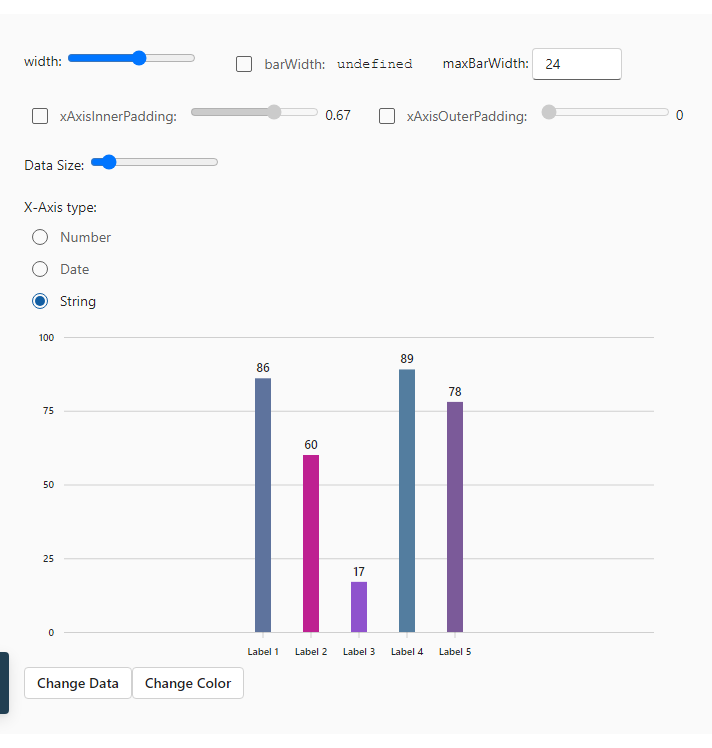 width: barWidth: undefined maxBarWidth: 24
xAxisInnerPadding: 0.67 xAxisOuterPadding: 0
Data Size:
X-Axis type:
Number
Date
String
100
89
86
78
75
60
50
25
17
0
Label 1 Label 2 Label 3 Label 4 Label 5
Change Data Change Color